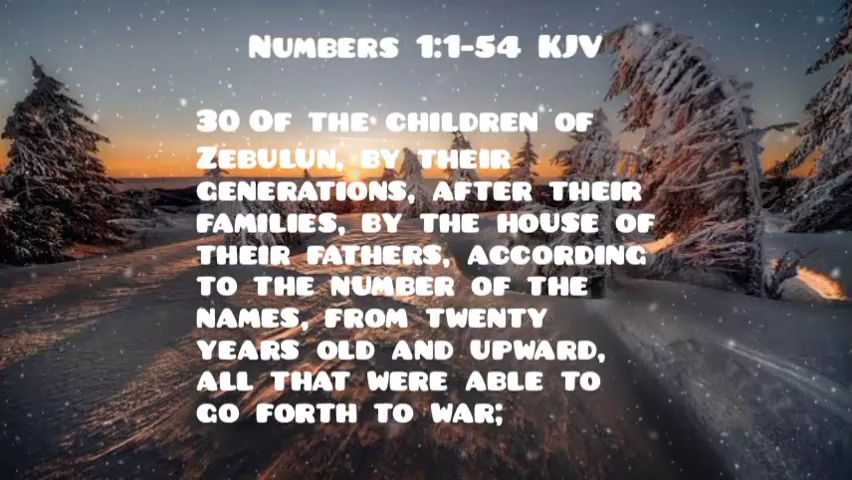 Numbers 1:1-54 KJV
30 Of the children of
Zebulun, by their
generations, after their
families, by the house of
their fathers, according
to the number of the
names, from twenty
years old and upward,
all that were able to
go forth to war;